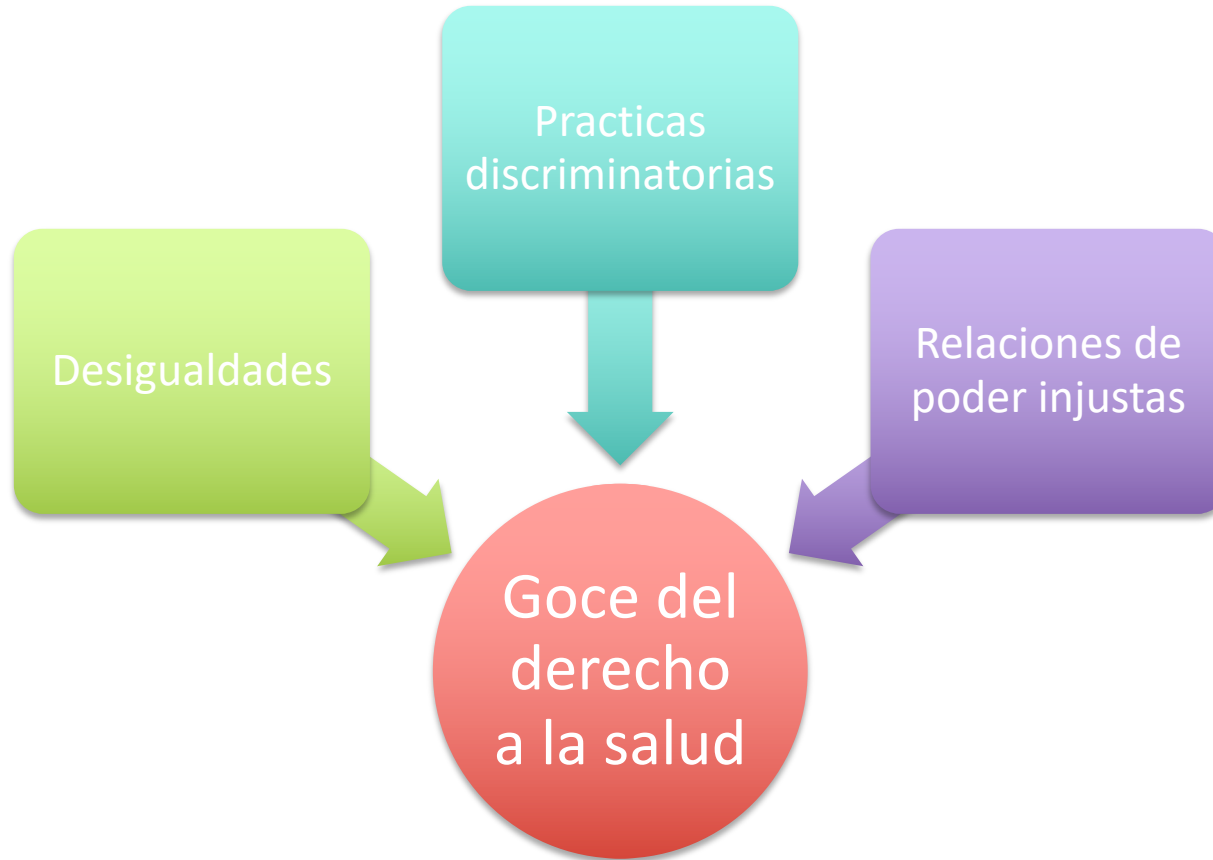 Practicas
discriminatorias
Desigualdades
Relaciones de
poder injustas
Goce del
derecho
a la salud